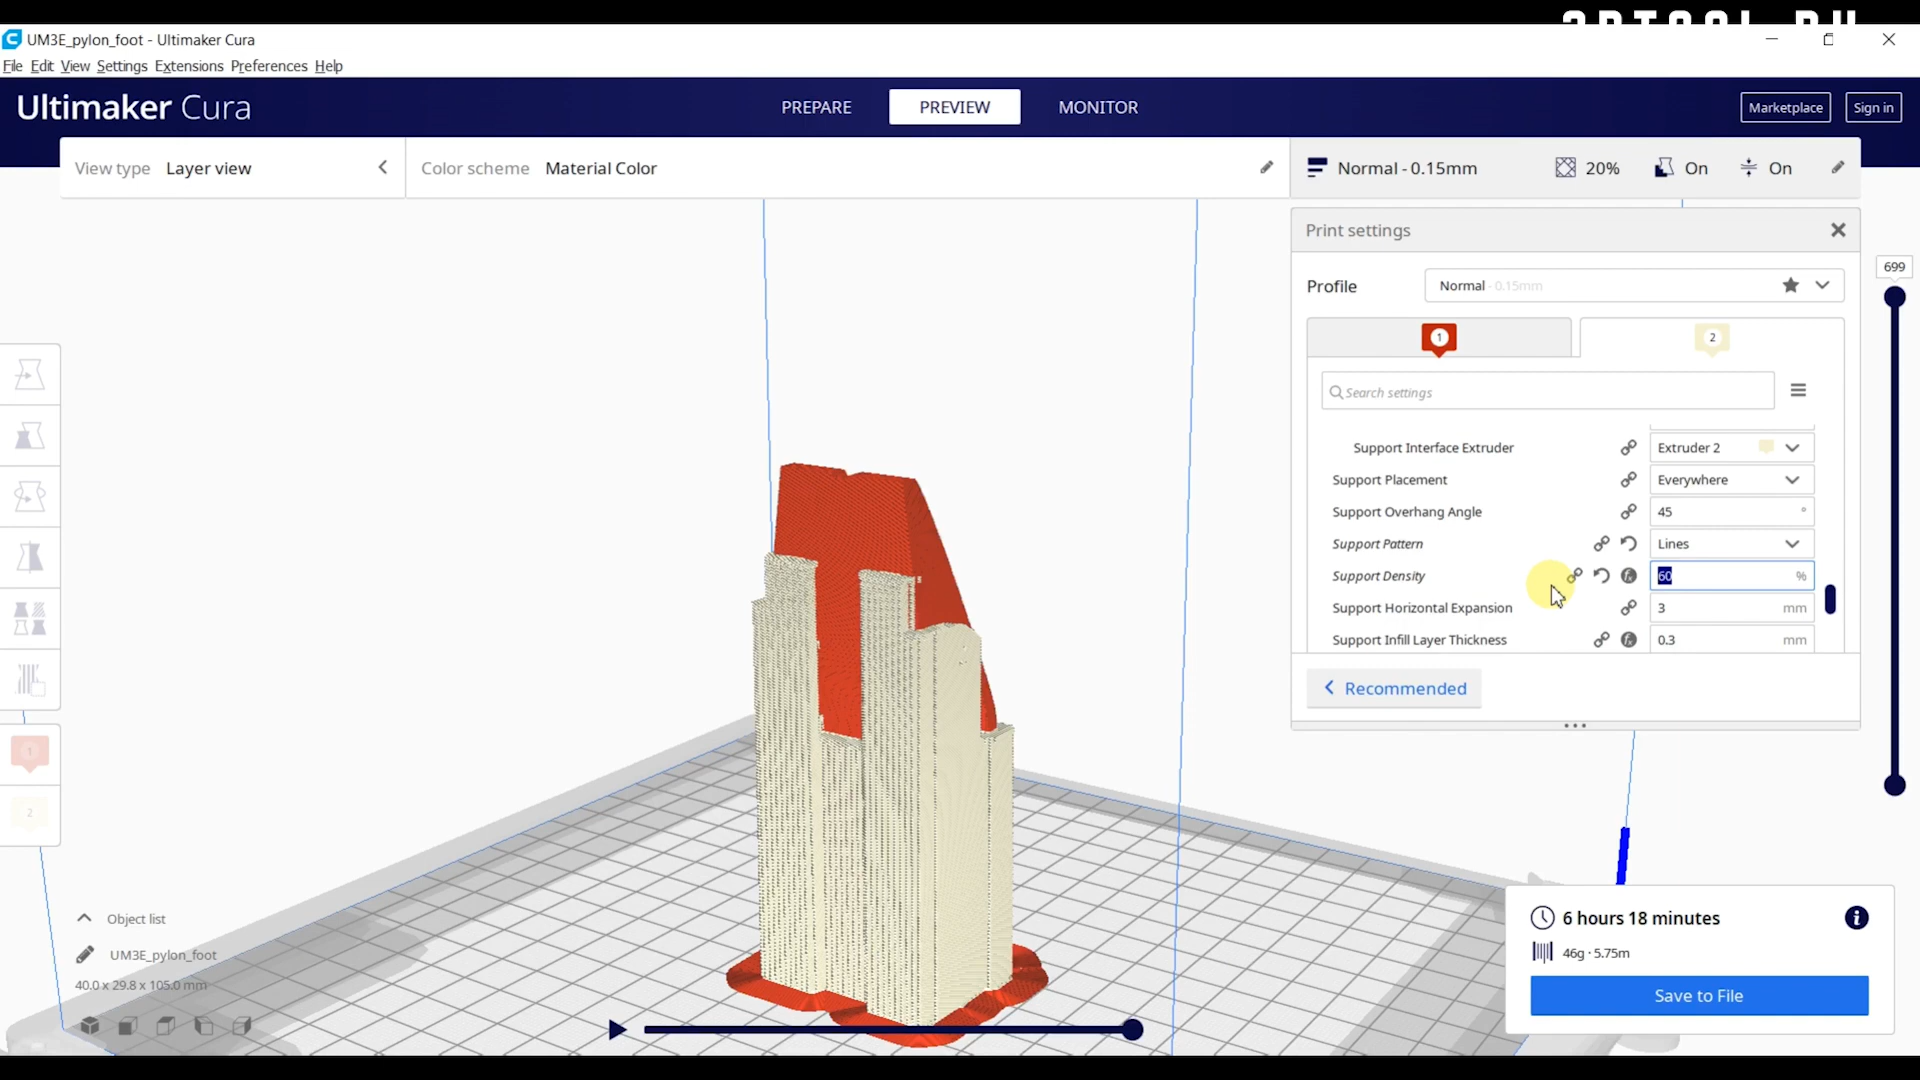 UM3E_pylon_foot - Ultimaker Cura
File Edit View Settings Extensions Preferences Help
Ultimaker Cura
PREPARE
PREVIEW
MONITOR
Marketplace
Sign in
View type Layer view
Color scheme Material Color
Normal - 0.15mm
20%
On
On
Print settings
699
Profile
Normal - 0.15mm
1
2
Search settings
Support Interface Extruder
Extruder 2
Support Placement
Everywhere
Support Overhang Angle
45 °
Support Pattern
Lines
Support Density
60 %
Support Horizontal Expansion
3 mm
Support Infill Layer Thickness
0.3 mm
Recommended
1
2
Object list
UM3E_pylon_foot
40.0 x 29.8 x 105.0 mm
6 hours 18 minutes
46g · 5.75m
Save to File